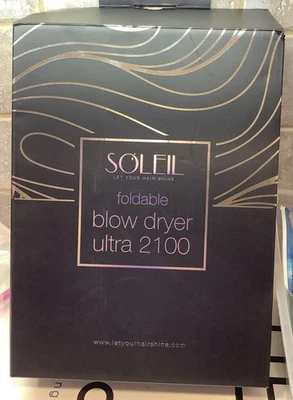 SOLEIL
LET YOUR HAIR SHINE
foldable
blow dryer
ultra 2100
www.letyourhairshine.com